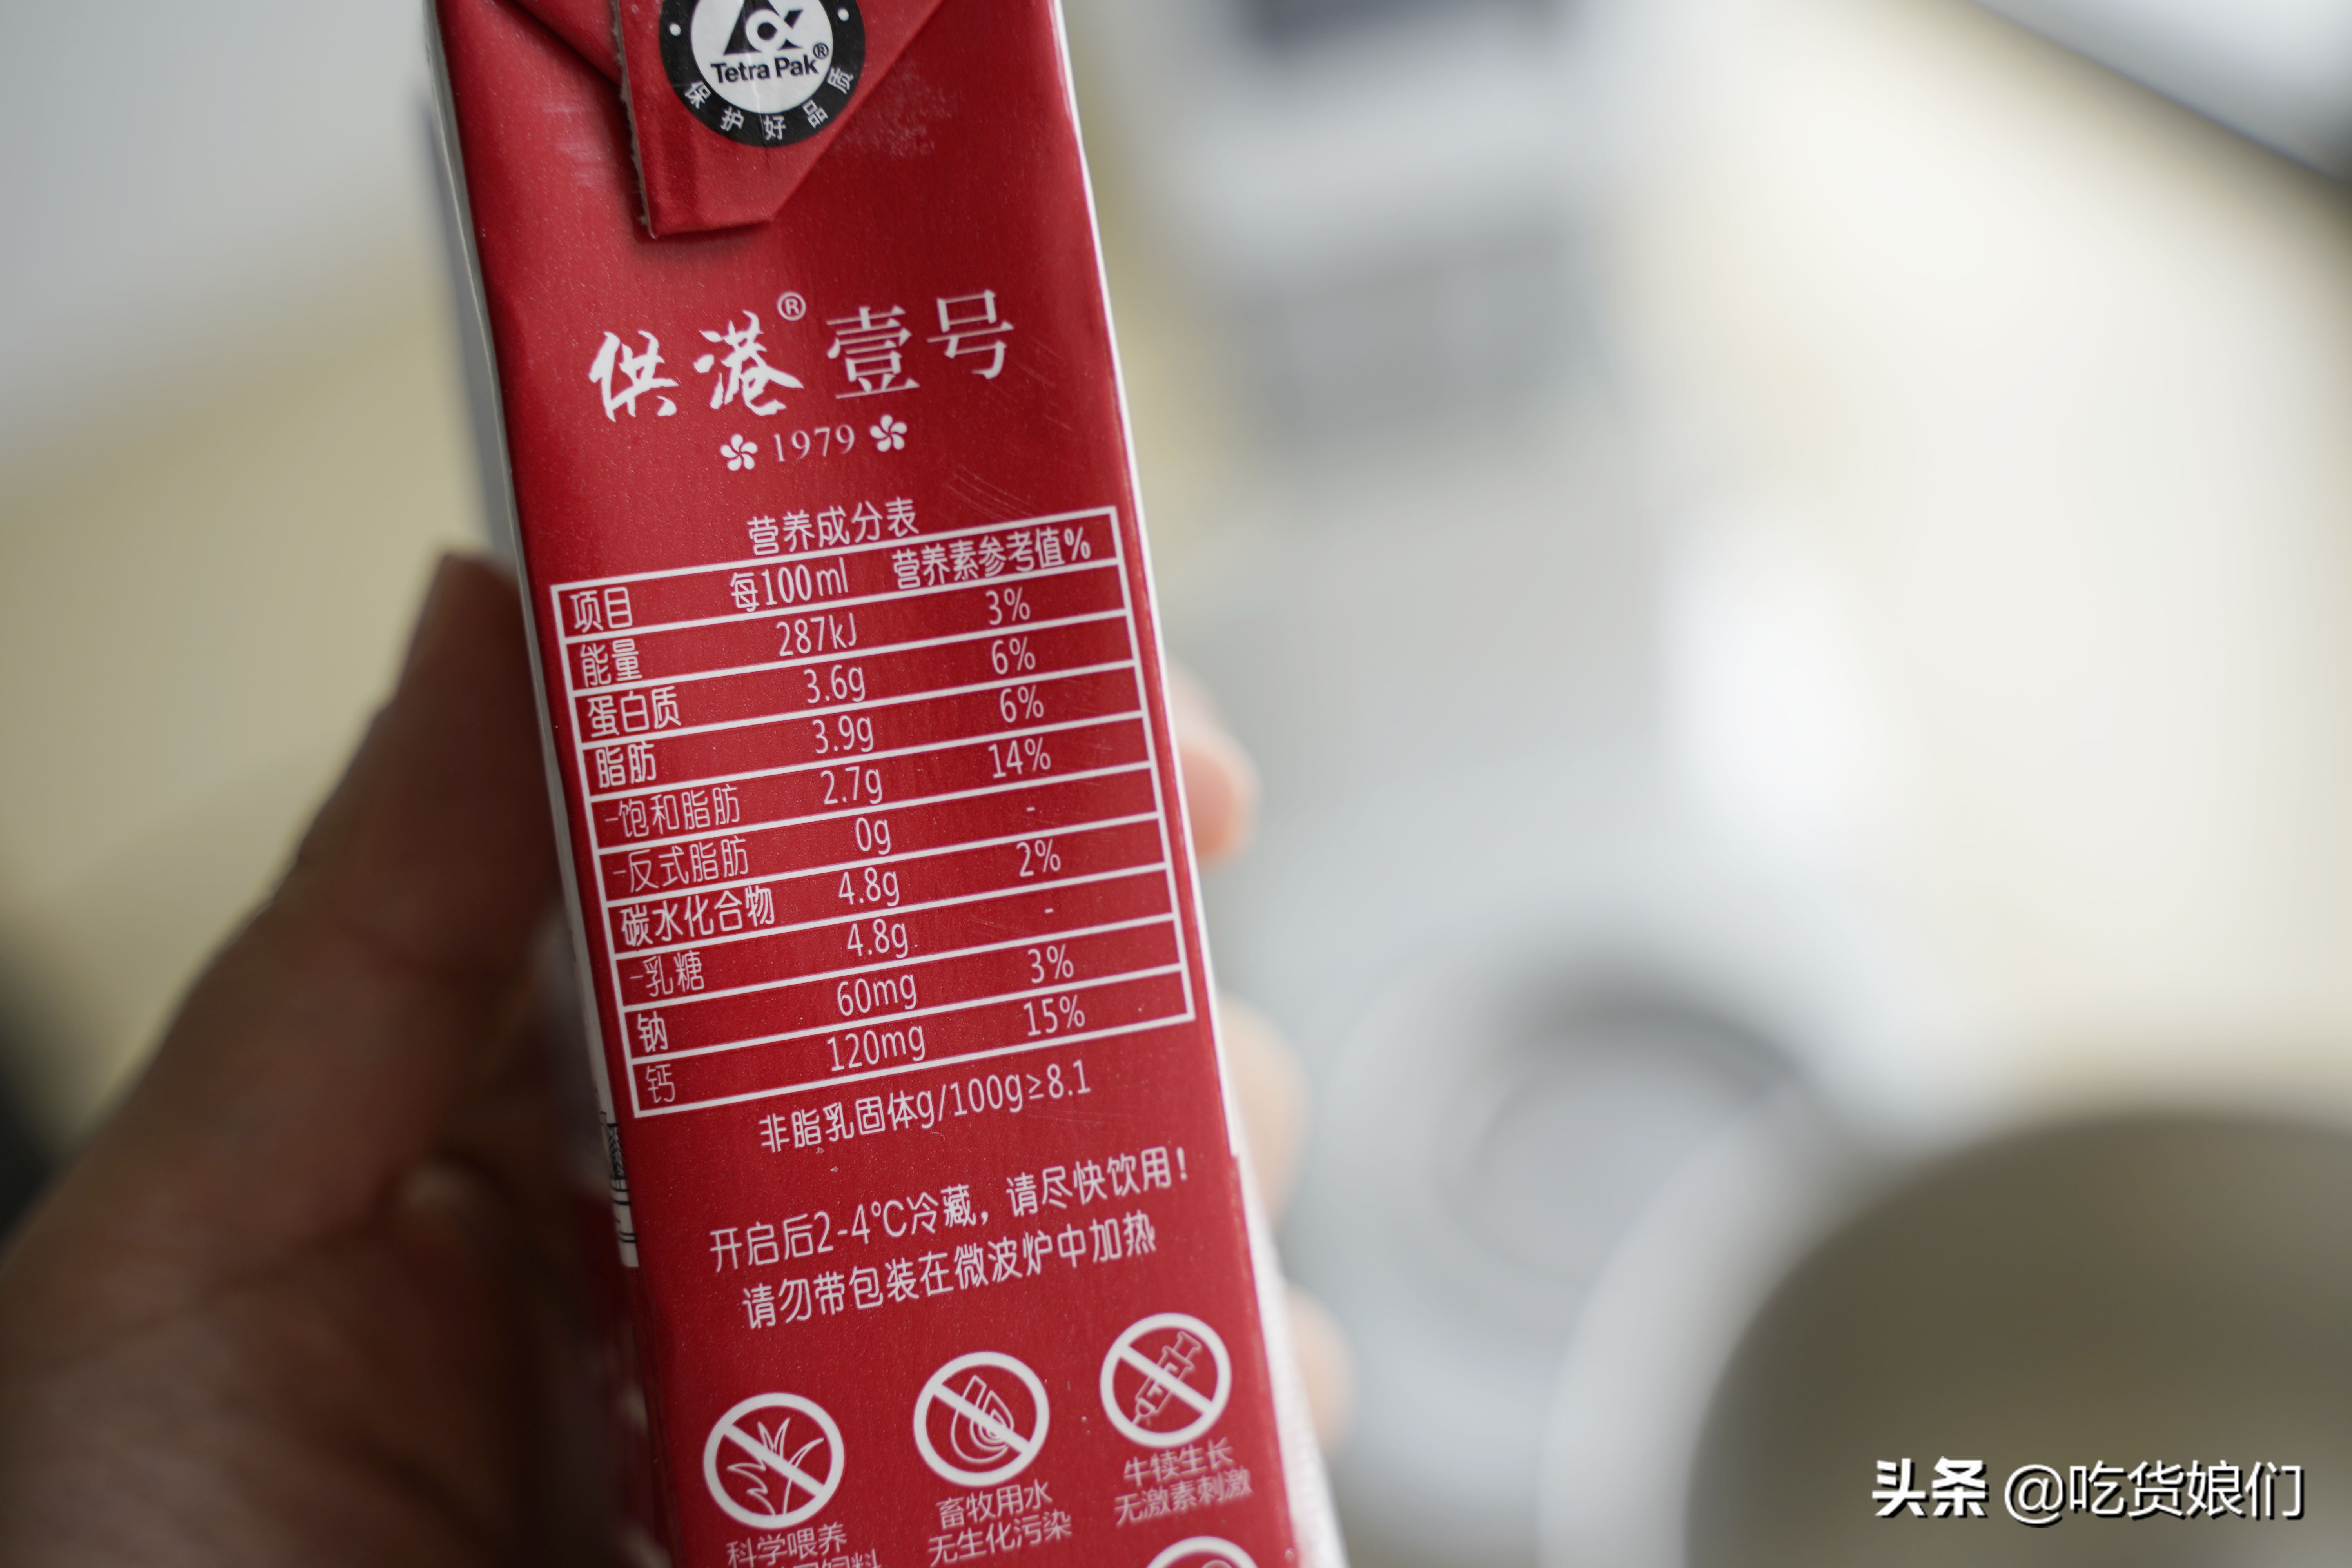 Tetra Pak®
保护好品质
供港®壹号
1979
营养成分表
项目 每100ml 营养素参考值%
能量 287kJ 3%
蛋白质 3.6g 6%
脂肪 3.9g 6%
-饱和脂肪 2.7g 14%
-反式脂肪 0g -
碳水化合物 4.8g 2%
-乳糖 4.8g -
钠 60mg 3%
钙 120mg 15%
非脂乳固体g/100g≥8.1
开启后2-4℃冷藏，请尽快饮用！
请勿带包装在微波炉中加热
科学喂养
畜牧用水
无生化污染
牛犊生长
无激素刺激
头条 @吃货娘们